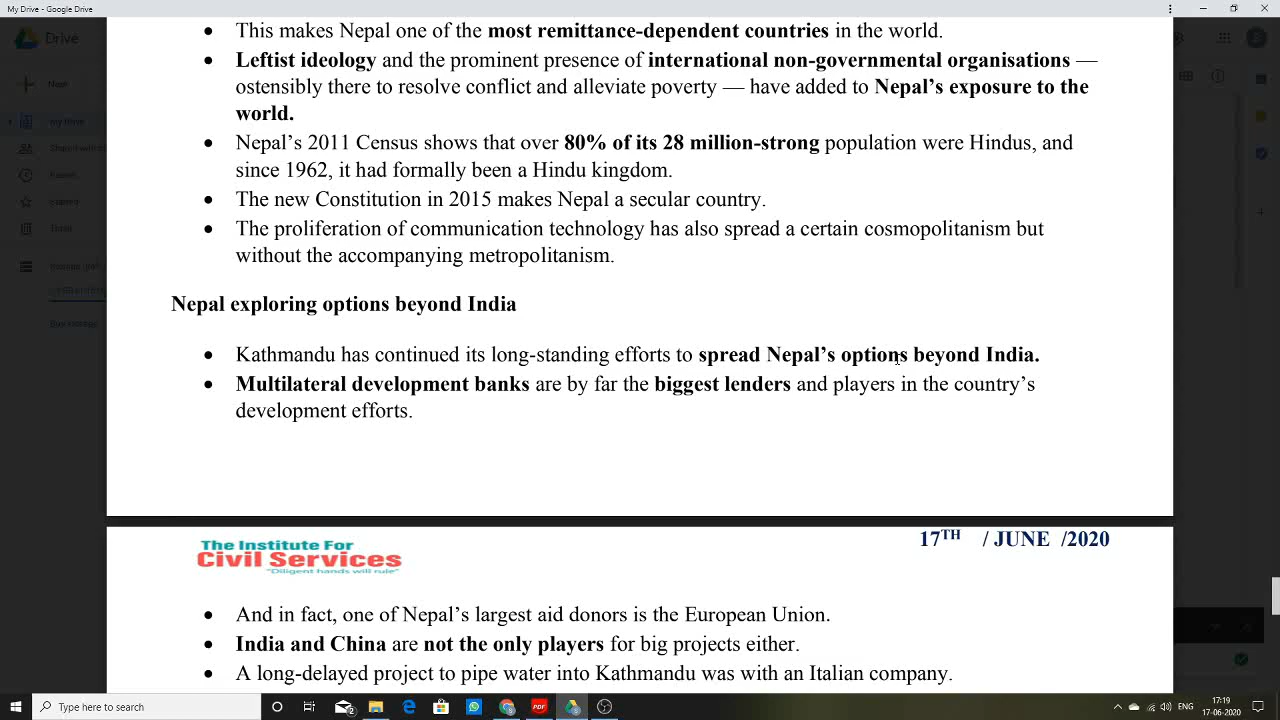 My Drive - Google Drive
Drive
New
My Drive
• This makes Nepal one of the most remittance-dependent countries in the world.
• Leftist ideology and the prominent presence of international non-governmental organisations —
ostensibly there to resolve conflict and alleviate poverty — have added to Nepal’s exposure to the
world.
• Nepal’s 2011 Census shows that over 80% of its 28 million-strong population were Hindus, and
since 1962, it had formally been a Hindu kingdom.
• The new Constitution in 2015 makes Nepal a secular country.
• The proliferation of communication technology has also spread a certain cosmopolitanism but
without the accompanying metropolitanism.
Nepal exploring options beyond India
• Kathmandu has continued its long-standing efforts to spread Nepal’s options beyond India.
• Multilateral development banks are by far the biggest lenders and players in the country’s
development efforts.
17TH / JUNE /2020
The Institute For
Civil Services
"Diligent hands will rule"
• And in fact, one of Nepal’s largest aid donors is the European Union.
• India and China are not the only players for big projects either.
• A long-delayed project to pipe water into Kathmandu was with an Italian company.
Type here to search
17:19
17-06-2020